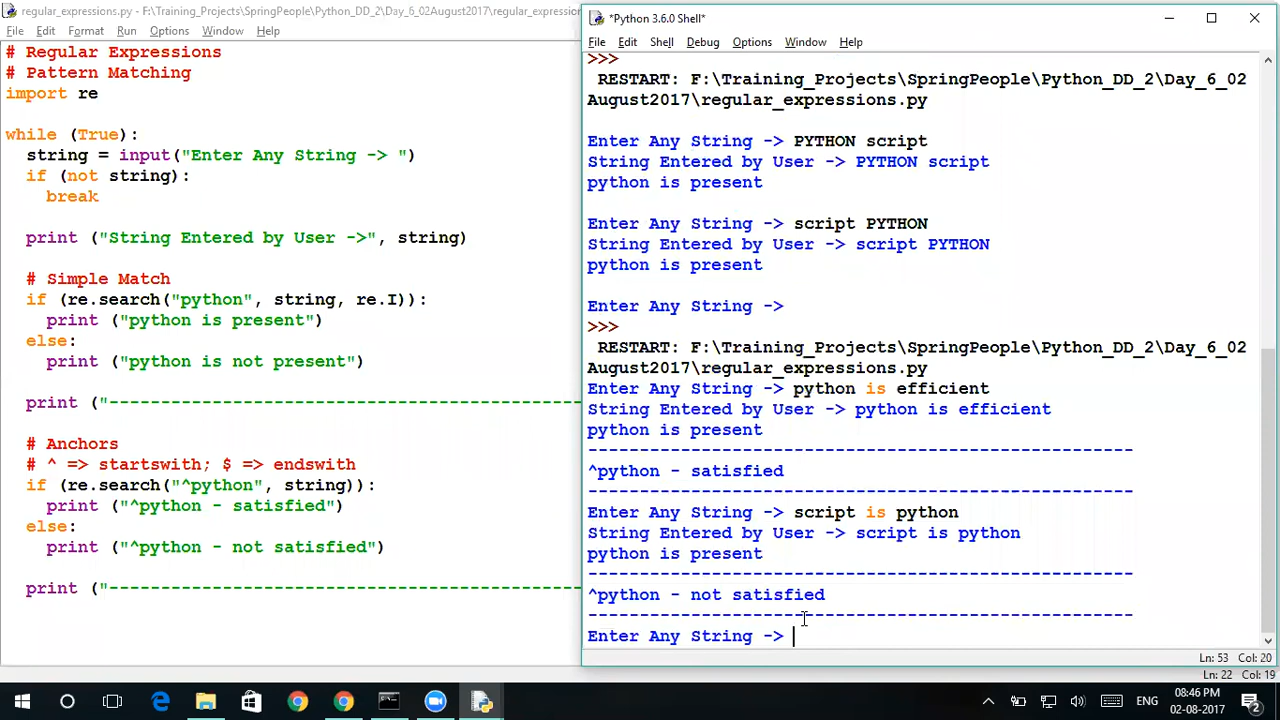 regular_expressions.py - F:\Training_Projects\SpringPeople\Python_DD_2\Day_6_02August2017\regular_expression
File Edit Format Run Options Window Help
# Regular Expressions
# Pattern Matching
import re
while (True):
string = input("Enter Any String -> ")
if (not string):
break
print ("String Entered by User ->", string)
# Simple Match
if (re.search("python", string, re.I)):
print ("python is present")
else:
print ("python is not present")
print ("----------------------------------------------
# Anchors
# ^ => startswith; $ => endswith
if (re.search("^python", string)):
print ("^python - satisfied")
else:
print ("^python - not satisfied")
print ("----------------------------------------------
Ln: 22 Col: 19
*Python 3.6.0 Shell*
File Edit Shell Debug Options Window Help
>>>
RESTART: F:\Training_Projects\SpringPeople\Python_DD_2\Day_6_02
August2017\regular_expressions.py
Enter Any String -> PYTHON script
String Entered by User -> PYTHON script
python is present
Enter Any String -> script PYTHON
String Entered by User -> script PYTHON
python is present
Enter Any String ->
>>>
RESTART: F:\Training_Projects\SpringPeople\Python_DD_2\Day_6_02
August2017\regular_expressions.py
Enter Any String -> python is efficient
String Entered by User -> python is efficient
python is present
-----------------------------------------------------
^python - satisfied
-----------------------------------------------------
Enter Any String -> script is python
String Entered by User -> script is python
python is present
-----------------------------------------------------
^python - not satisfied
-----------------------------------------------------
Enter Any String ->
Ln: 53 Col: 20
ENG
08:46 PM
02-08-2017
2